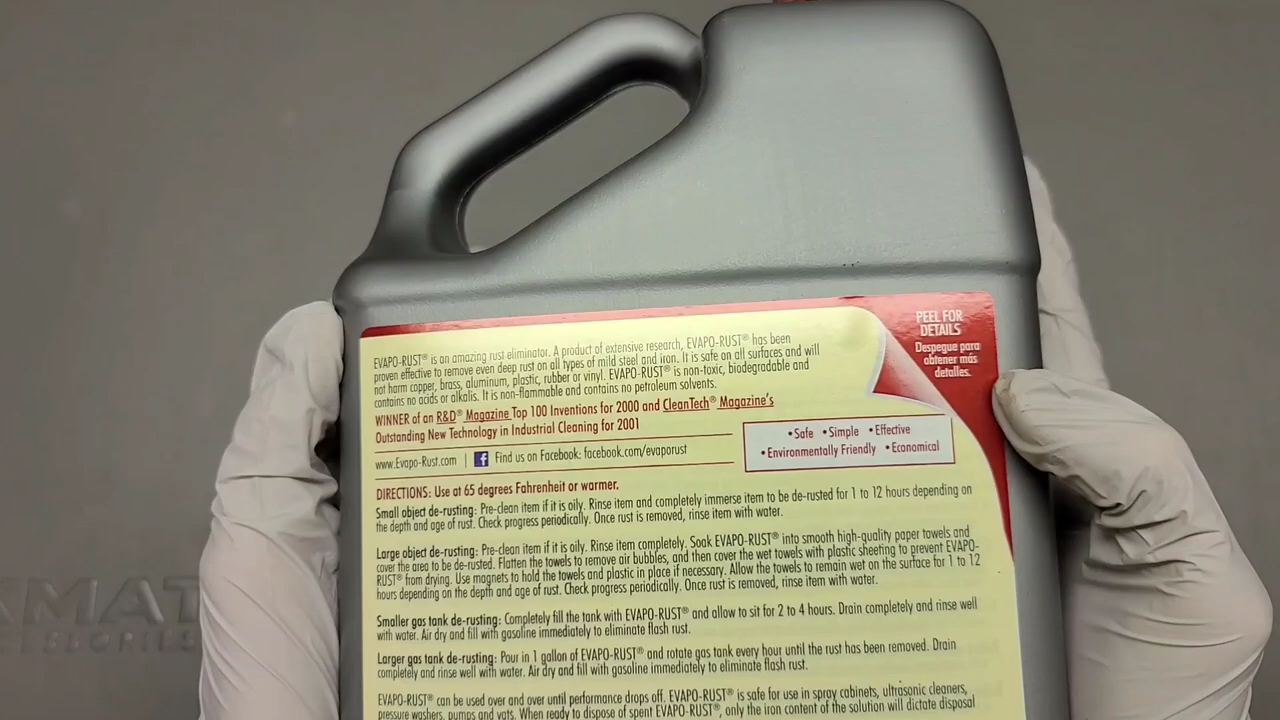 PEEL FOR
DETAILS
Despegue para
obtener más
detalles.
EVAPO-RUST® is an amazing rust eliminator. A product of extensive research, EVAPO-RUST® has been
proven effective to remove even deep rust on all types of mild steel and iron. It is safe on all surfaces and will
not harm copper, brass, aluminum, plastic, rubber or vinyl. EVAPO-RUST® is non-toxic, biodegradable and
contains no acids or alkalis. It is non-flammable and contains no petroleum solvents.
WINNER of an R&D® Magazine Top 100 Inventions for 2000 and CleanTech® Magazine's
Outstanding New Technology in Industrial Cleaning for 2001
www.Evapo-Rust.com | f Find us on Facebook: facebook.com/evaporust
•Safe •Simple •Effective
•Environmentally Friendly •Economical
DIRECTIONS: Use at 65 degrees Fahrenheit or warmer.
Small object de-rusting: Pre-clean item if it is oily. Rinse item and completely immerse item to be de-rusted for 1 to 12 hours depending on
the depth and age of rust. Check progress periodically. Once rust is removed, rinse item with water.
Large object de-rusting: Pre-clean item if it is oily. Rinse item completely. Soak EVAPO-RUST® into smooth high-quality paper towels and
cover the area to be de-rusted. Flatten the towels to remove air bubbles, and then cover the wet towels with plastic sheeting to prevent EVAPO-
RUST® from drying. Use magnets to hold the towels and plastic in place if necessary. Allow the towels to remain wet on the surface for 1 to 12
hours depending on the depth and age of rust. Check progress periodically. Once rust is removed, rinse item with water.
Smaller gas tank de-rusting: Completely fill the tank with EVAPO-RUST® and allow to sit for 2 to 4 hours. Drain completely and rinse well
with water. Air dry and fill with gasoline immediately to eliminate flash rust.
Larger gas tank de-rusting: Pour in 1 gallon of EVAPO-RUST® and rotate gas tank every hour until the rust has been removed. Drain
completely and rinse well with water. Air dry and fill with gasoline immediately to eliminate flash rust.
EVAPO-RUST® can be used over and over until performance drops off. EVAPO-RUST® is safe for use in spray cabinets, ultrasonic cleaners,
pressure washers, pumps and vats. When ready to dispose of spent EVAPO-RUST®, only the iron content of the solution will dictate disposal